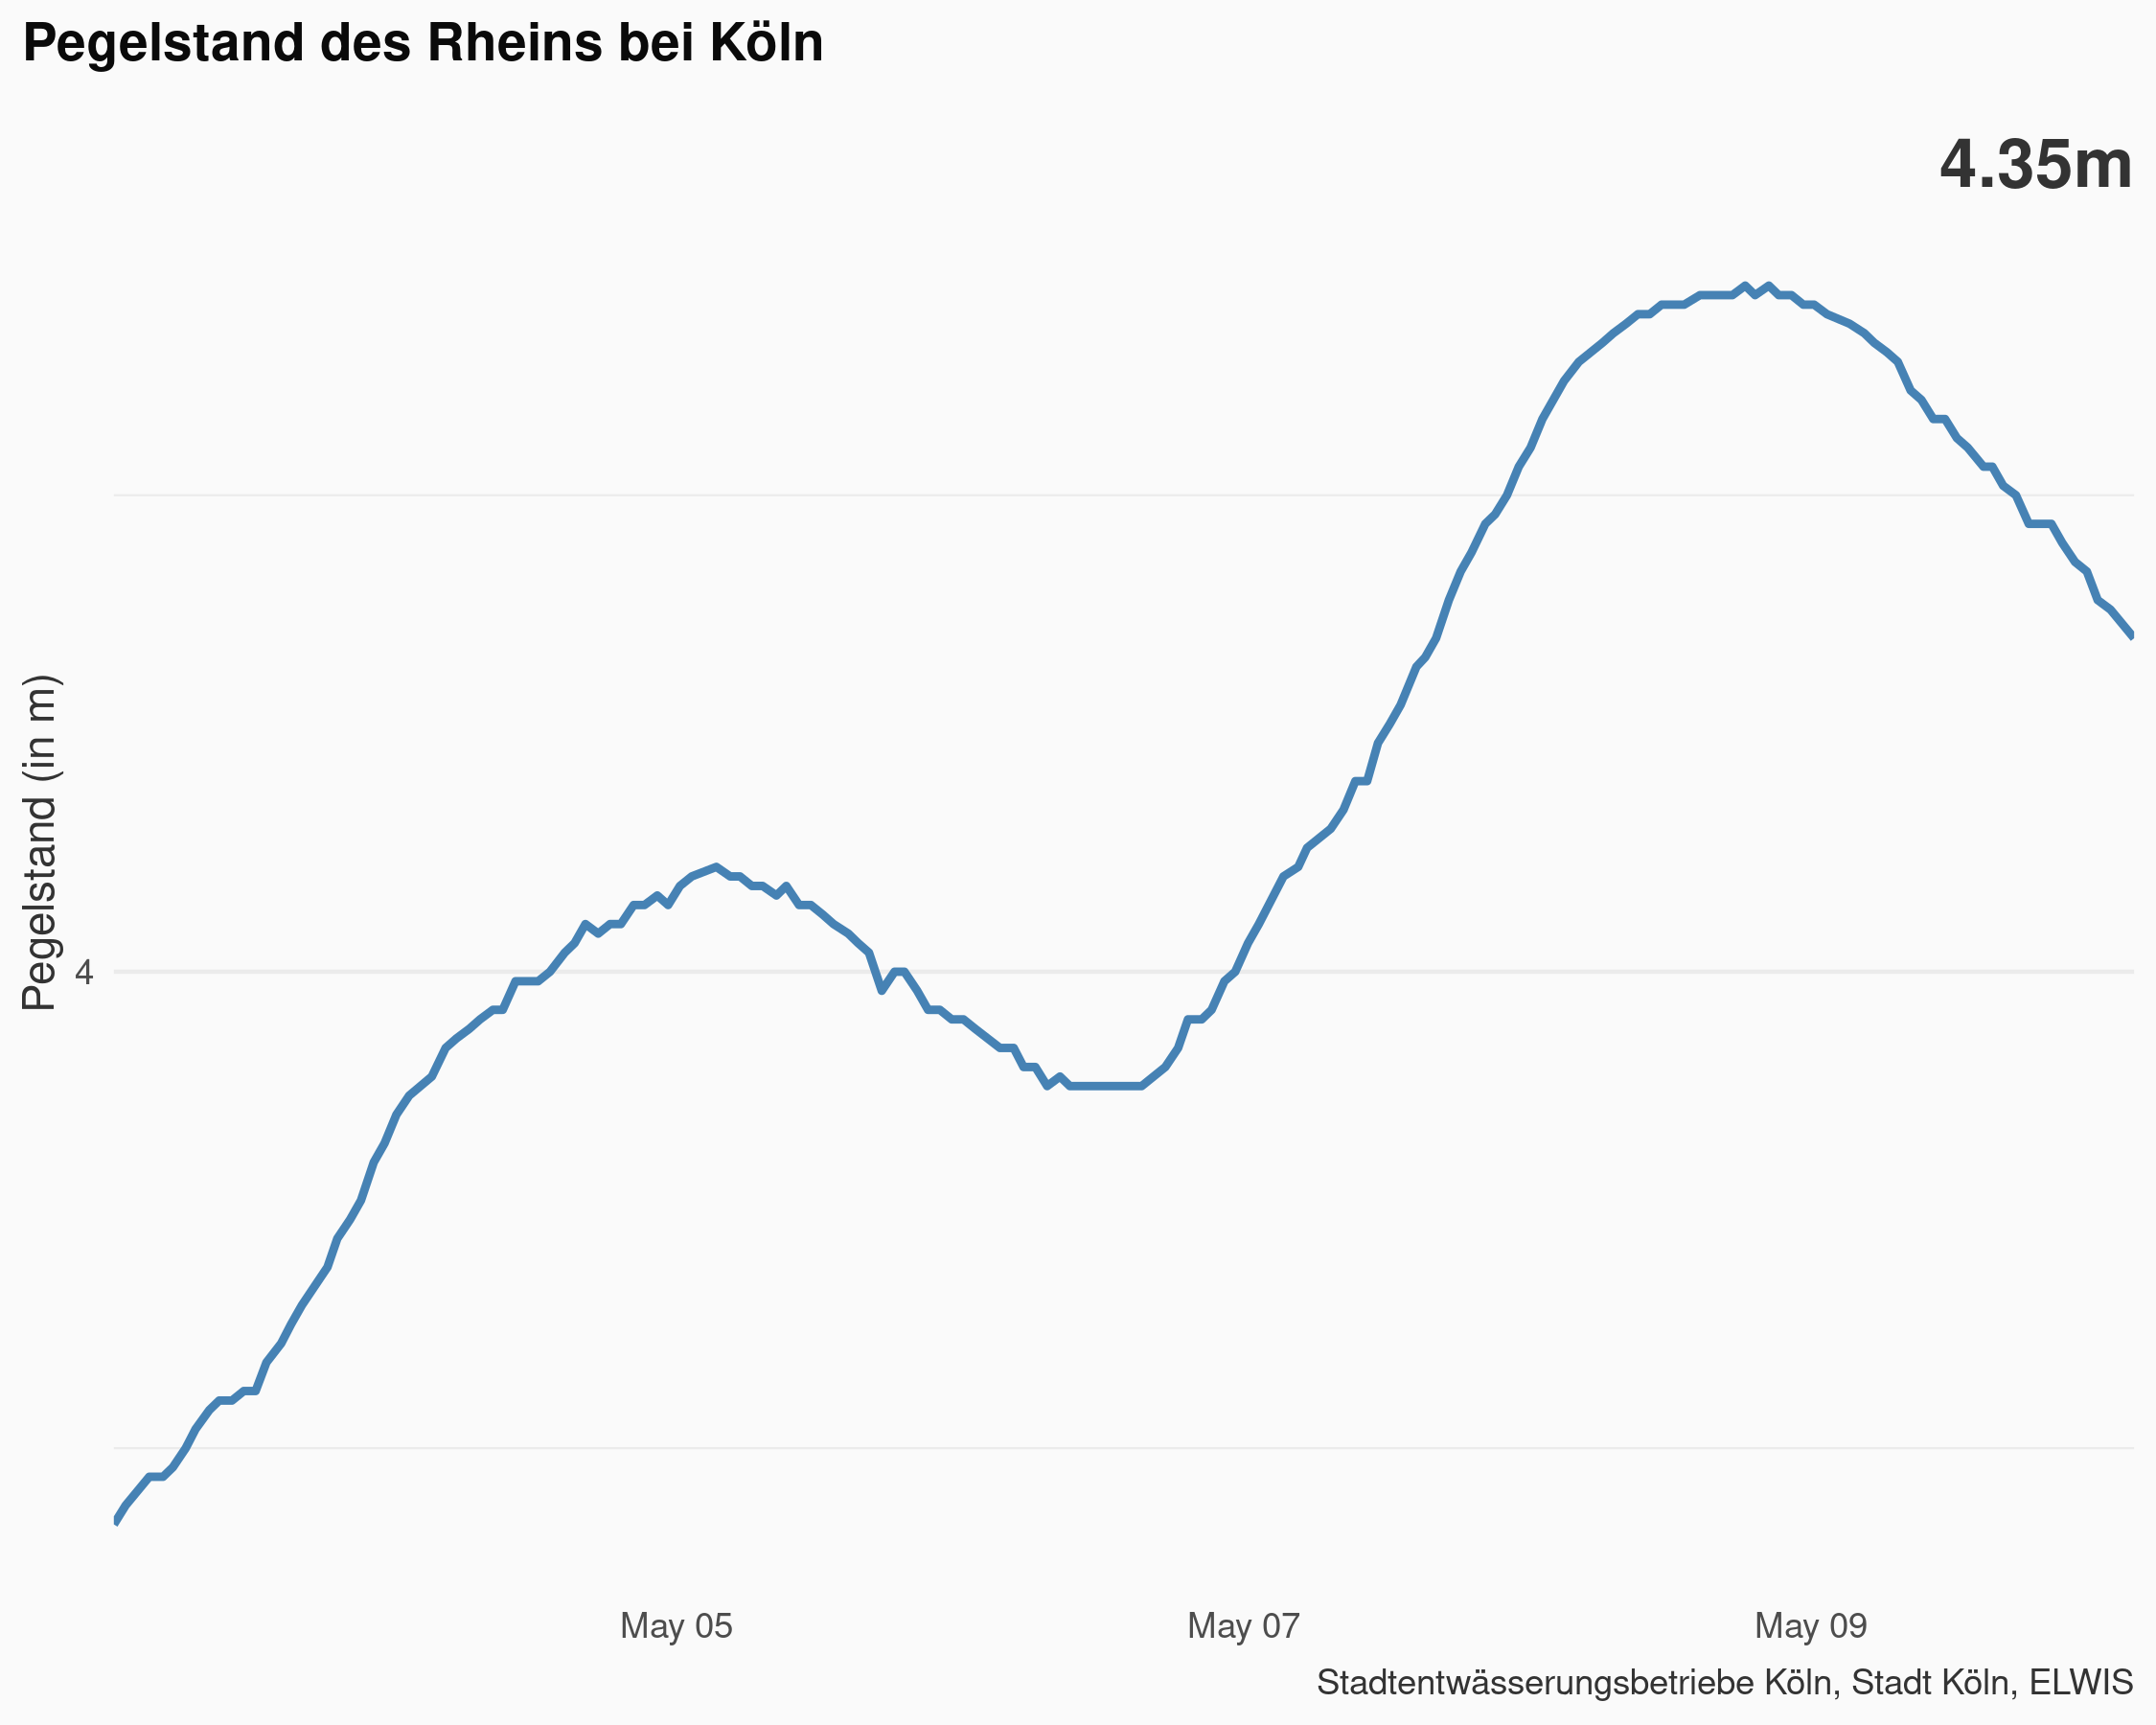 Pegelstand des Rheins bei Köln
4.35m
Pegelstand (in m)
4
May 05
May 07
May 09
Stadtentwässerungsbetriebe Köln, Stadt Köln, ELWIS